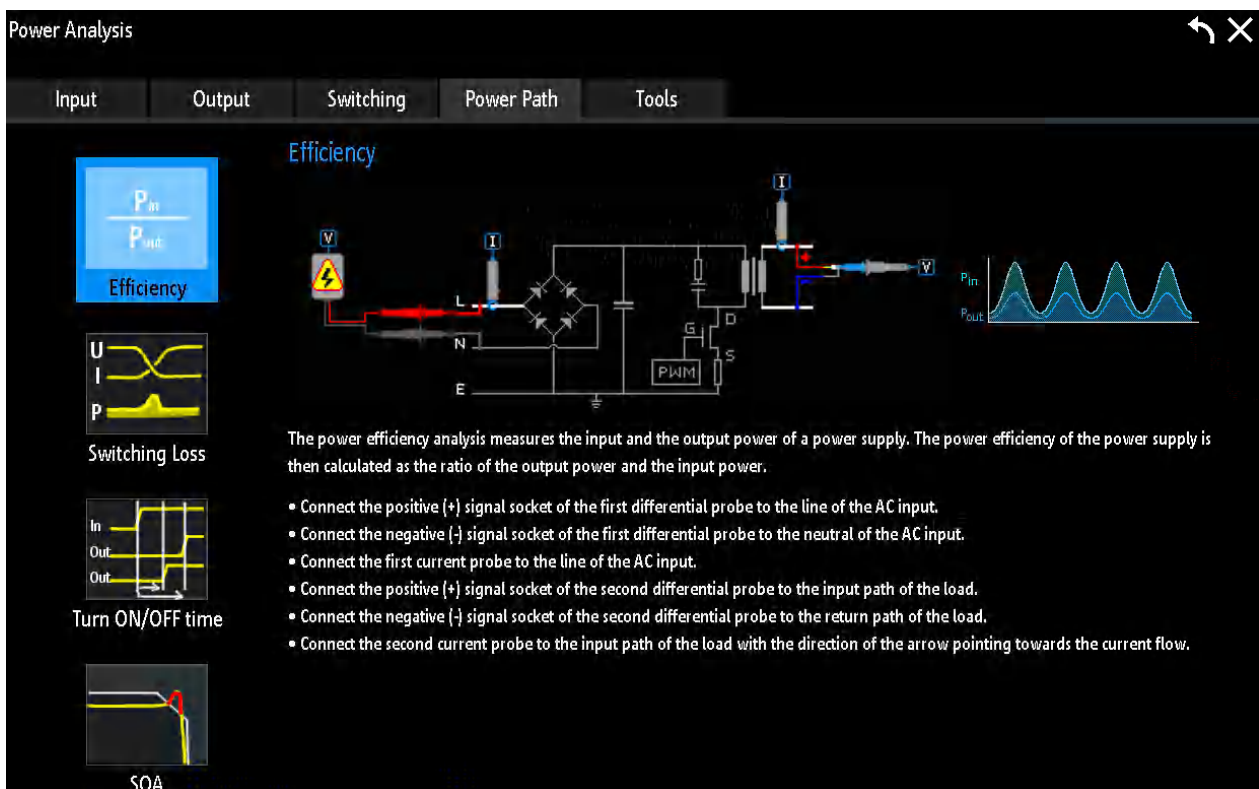 Power Analysis
Input
Output
Switching
Power Path
Tools
Pin
Pout
Efficiency
U
I
P
Switching Loss
In
Out
Out
Turn ON/OFF time
SOA
Efficiency
V
I
I
V
L
N
E
G
D
S
PWM
Pin
Pout
The power efficiency analysis measures the input and the output power of a power supply. The power efficiency of the power supply is
then calculated as the ratio of the output power and the input power.
• Connect the positive (+) signal socket of the first differential probe to the line of the AC input.
• Connect the negative (-) signal socket of the first differential probe to the neutral of the AC input.
• Connect the first current probe to the line of the AC input.
• Connect the positive (+) signal socket of the second differential probe to the input path of the load.
• Connect the negative (-) signal socket of the second differential probe to the return path of the load.
• Connect the second current probe to the input path of the load with the direction of the arrow pointing towards the current flow.